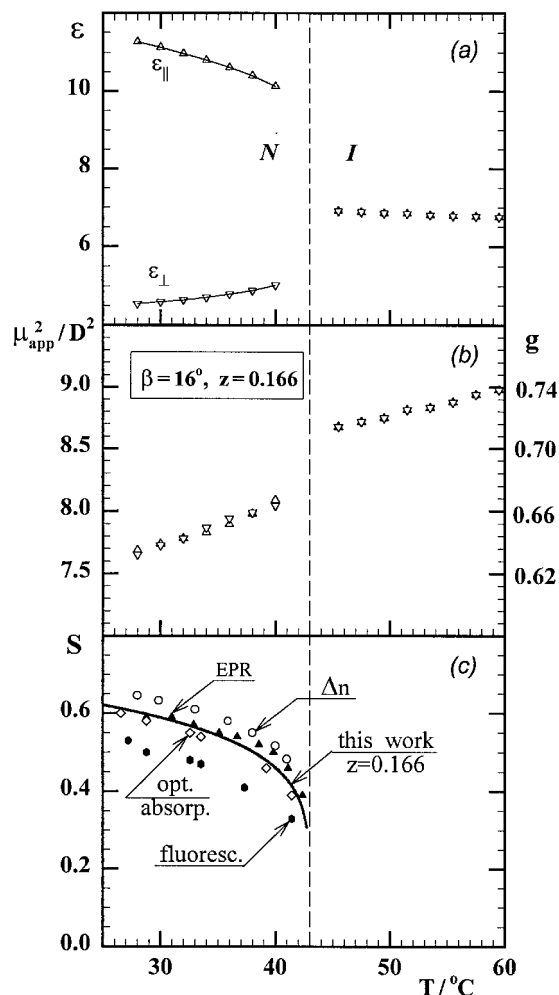 ε
(a)
ε||
10
N
I
8
6
ε⊥
μ²app/D²
(b)
g
β = 16°, z = 0.166
9.0
0.74
8.5
0.70
8.0
0.66
7.5
0.62
S
(c)
EPR
Δn
0.6
this work
z=0.166
0.4
opt.
absorp.
0.2
fluoresc.
0.0
30
40
50
60
T / °C